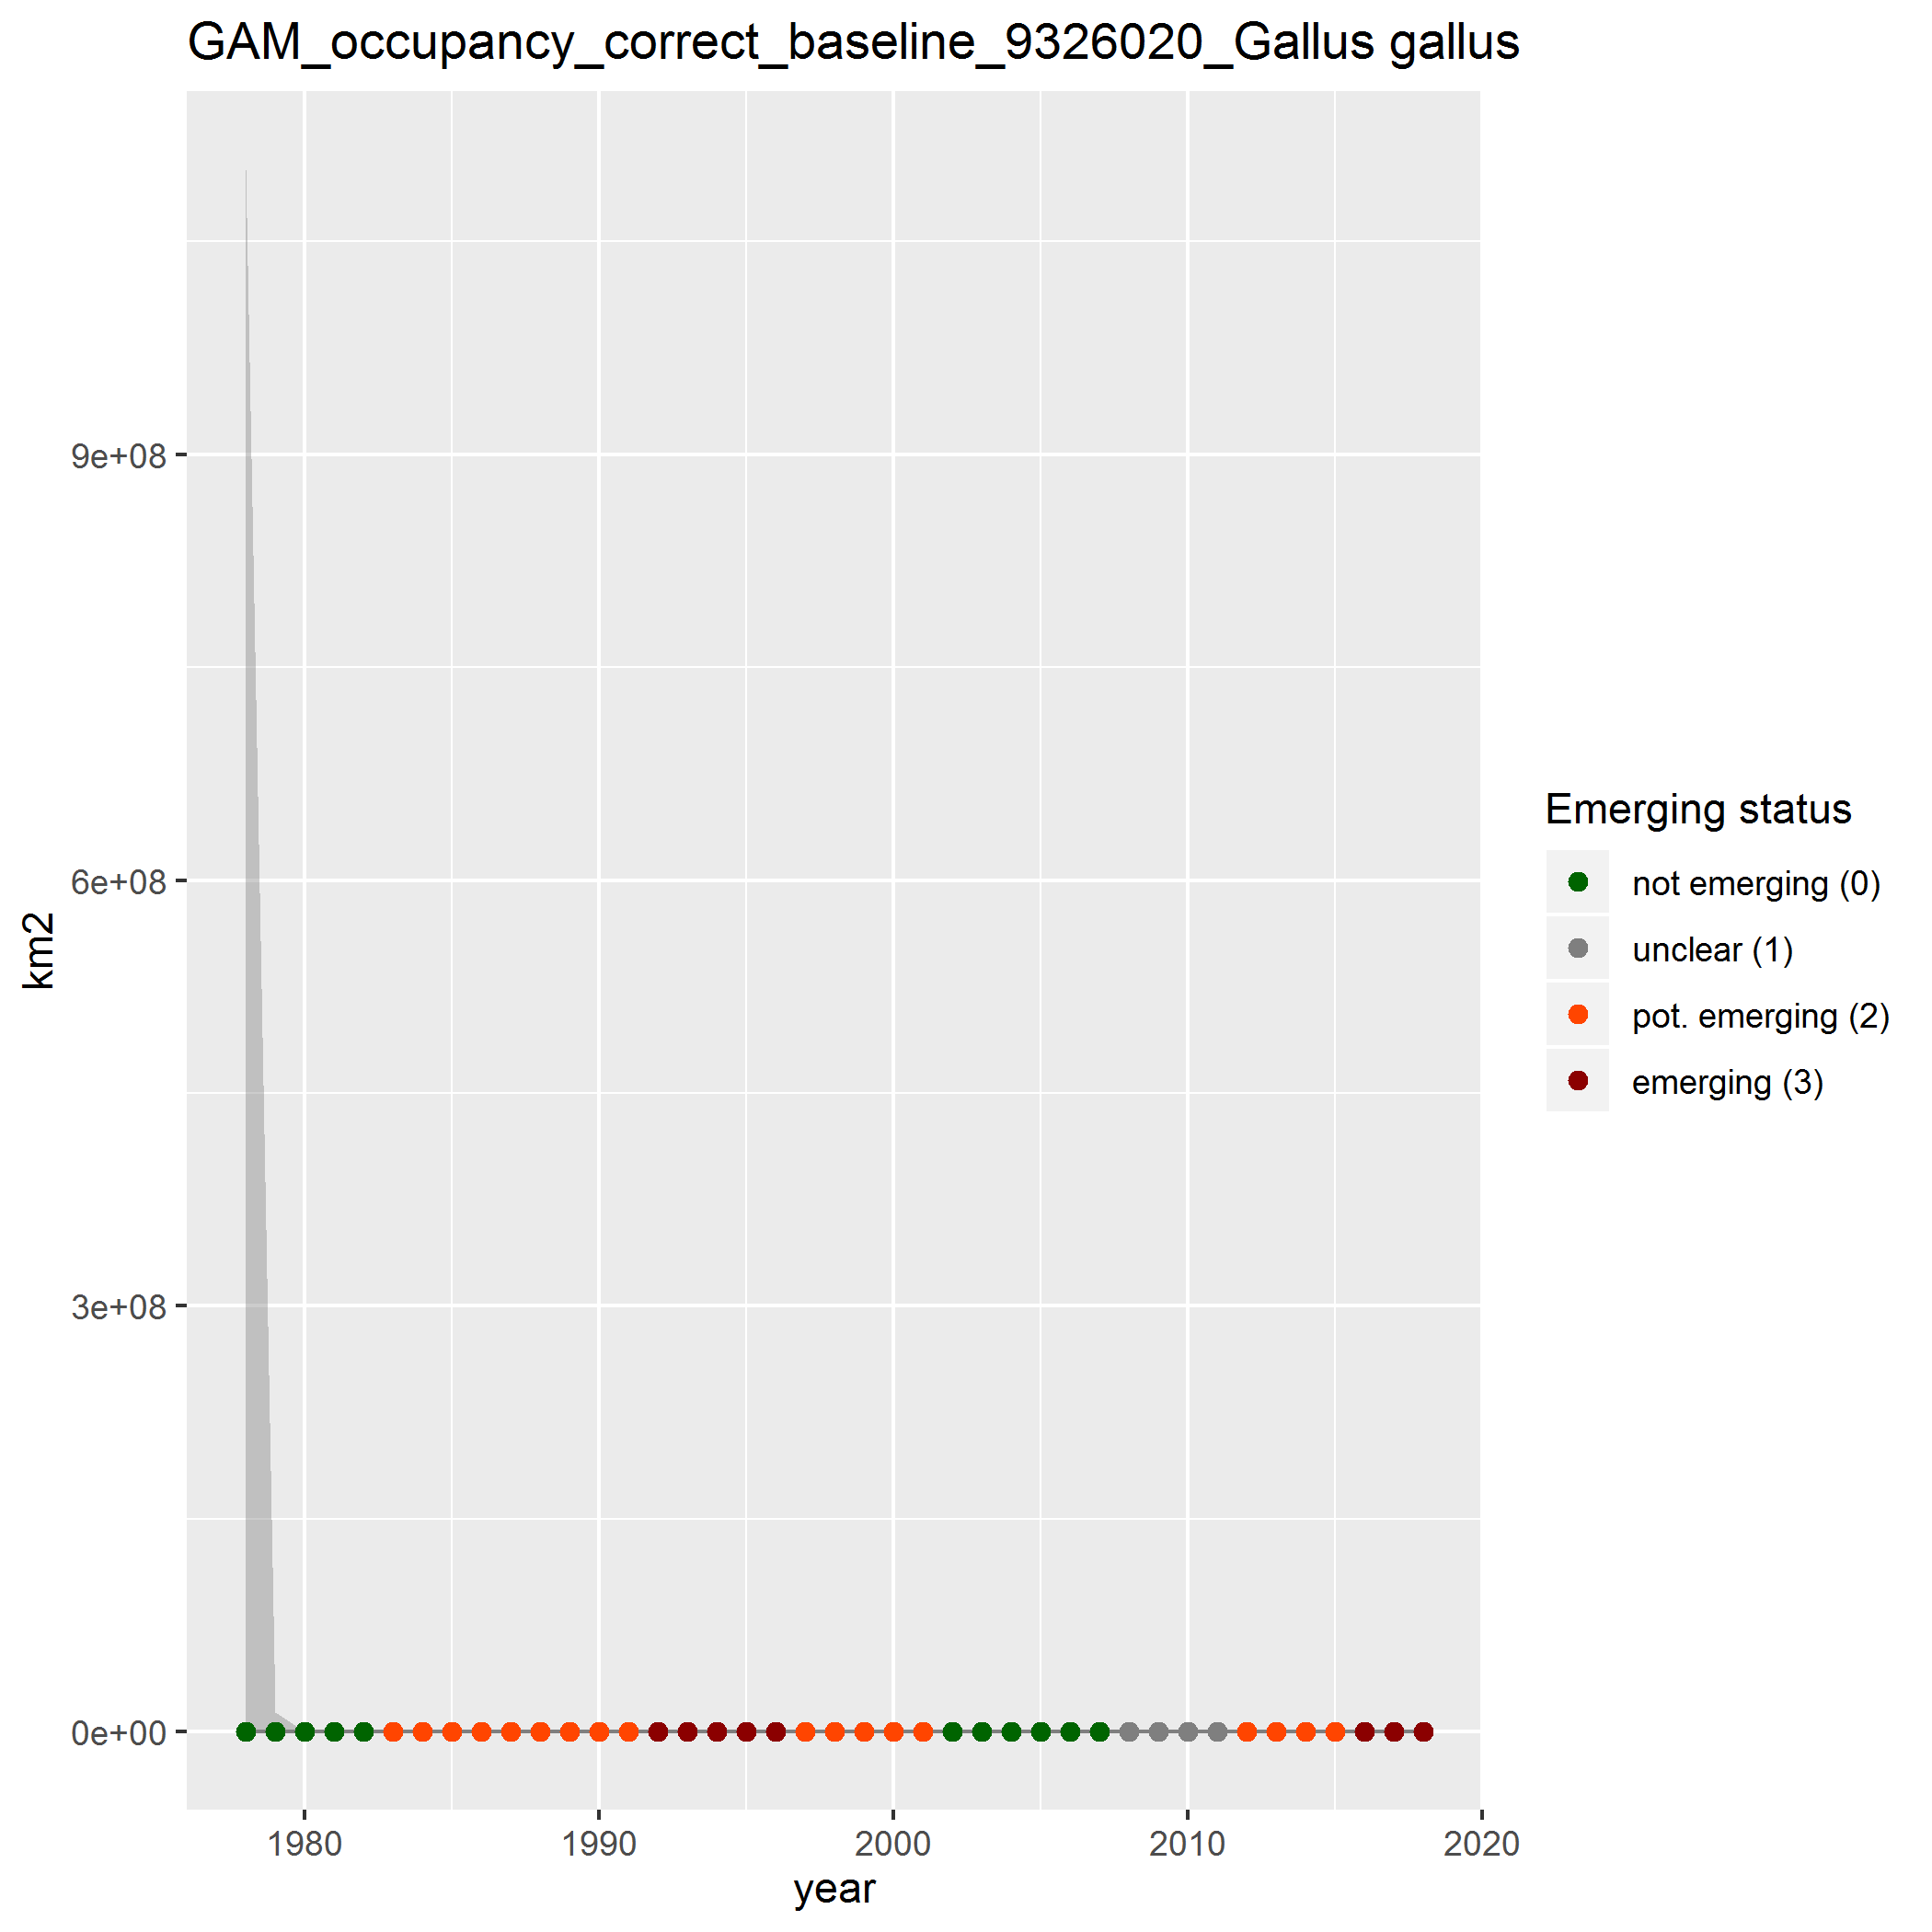 GAM_occupancy_correct_baseline_9326020_Gallus gallus
9e+08
6e+08
3e+08
0e+00
km2
1980 1990 2000 2010 2020
year
Emerging status
not emerging (0)
unclear (1)
pot. emerging (2)
emerging (3)